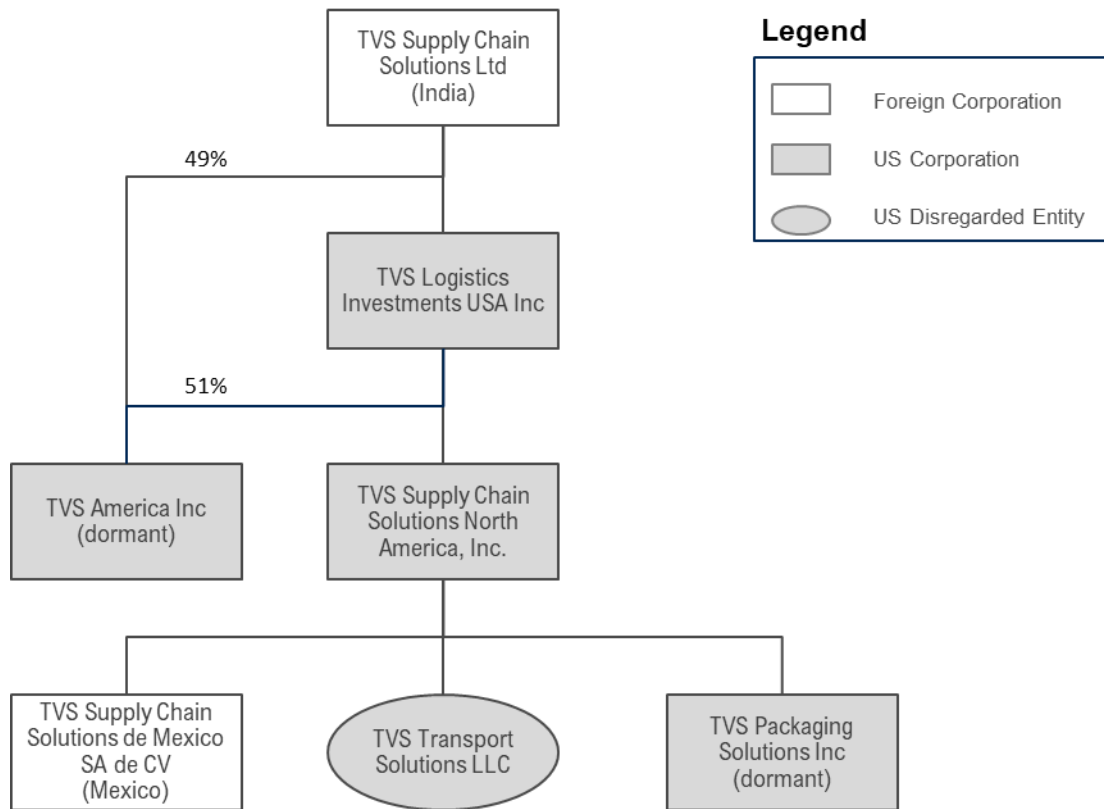 TVS Supply Chain
Solutions Ltd
(India)
Legend
Foreign Corporation
US Corporation
US Disregarded Entity
49%
TVS Logistics
Investments USA Inc
51%
TVS America Inc
(dormant)
TVS Supply Chain
Solutions North
America, Inc.
TVS Supply Chain
Solutions de Mexico
SA de CV
(Mexico)
TVS Transport
Solutions LLC
TVS Packaging
Solutions Inc
(dormant)